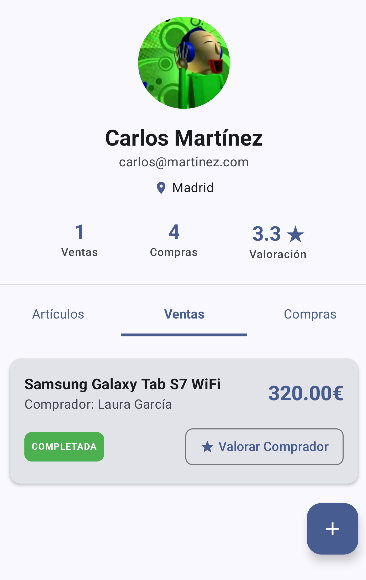 Carlos Martínez
carlos@martinez.com
Madrid
1
4
3.3 ★
Ventas
Compras
Valoración
Artículos
Ventas
Compras
Samsung Galaxy Tab S7 WiFi
320.00€
Comprador: Laura García
COMPLETADA
★ Valorar Comprador
+